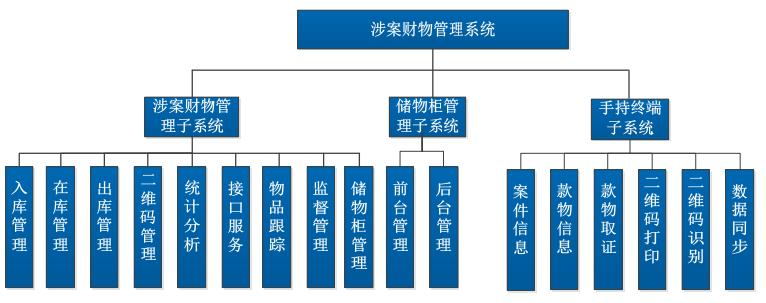 涉案财物管理系统
涉案财物管
理子系统
储物柜管
理子系统
手持终端
子系统
入库管理
在库管理
出库管理
二维码管理
统计分析
接口服务
物品跟踪
监督管理
储物柜管理
前台管理
后台管理
案件信息
款物信息
款物取证
二维码打印
二维码识别
数据同步